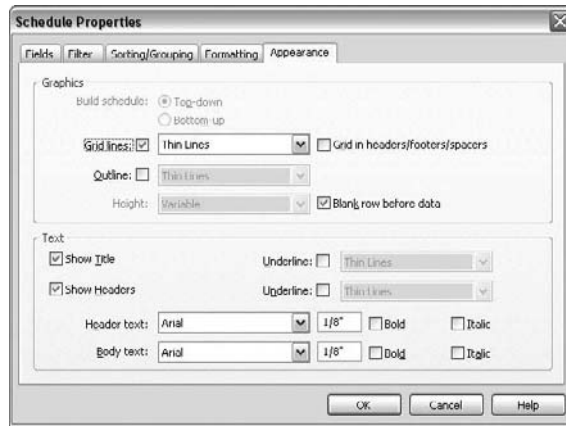 Schedule Properties
Fields Filter Sorting/Grouping Formatting Appearance
Graphics
Build schedule: Top-down
Bottom-up
Grid lines: Thin Lines Grid in headers/footers/spacers
Outline: Thin Lines
Height: Variable Blank row before data
Text
Show Title Underline: Thin Lines
Show Headers Underline: Thin Lines
Header text: Arial 1/8" Bold Italic
Body text: Arial 1/8" Bold Italic
OK Cancel Help